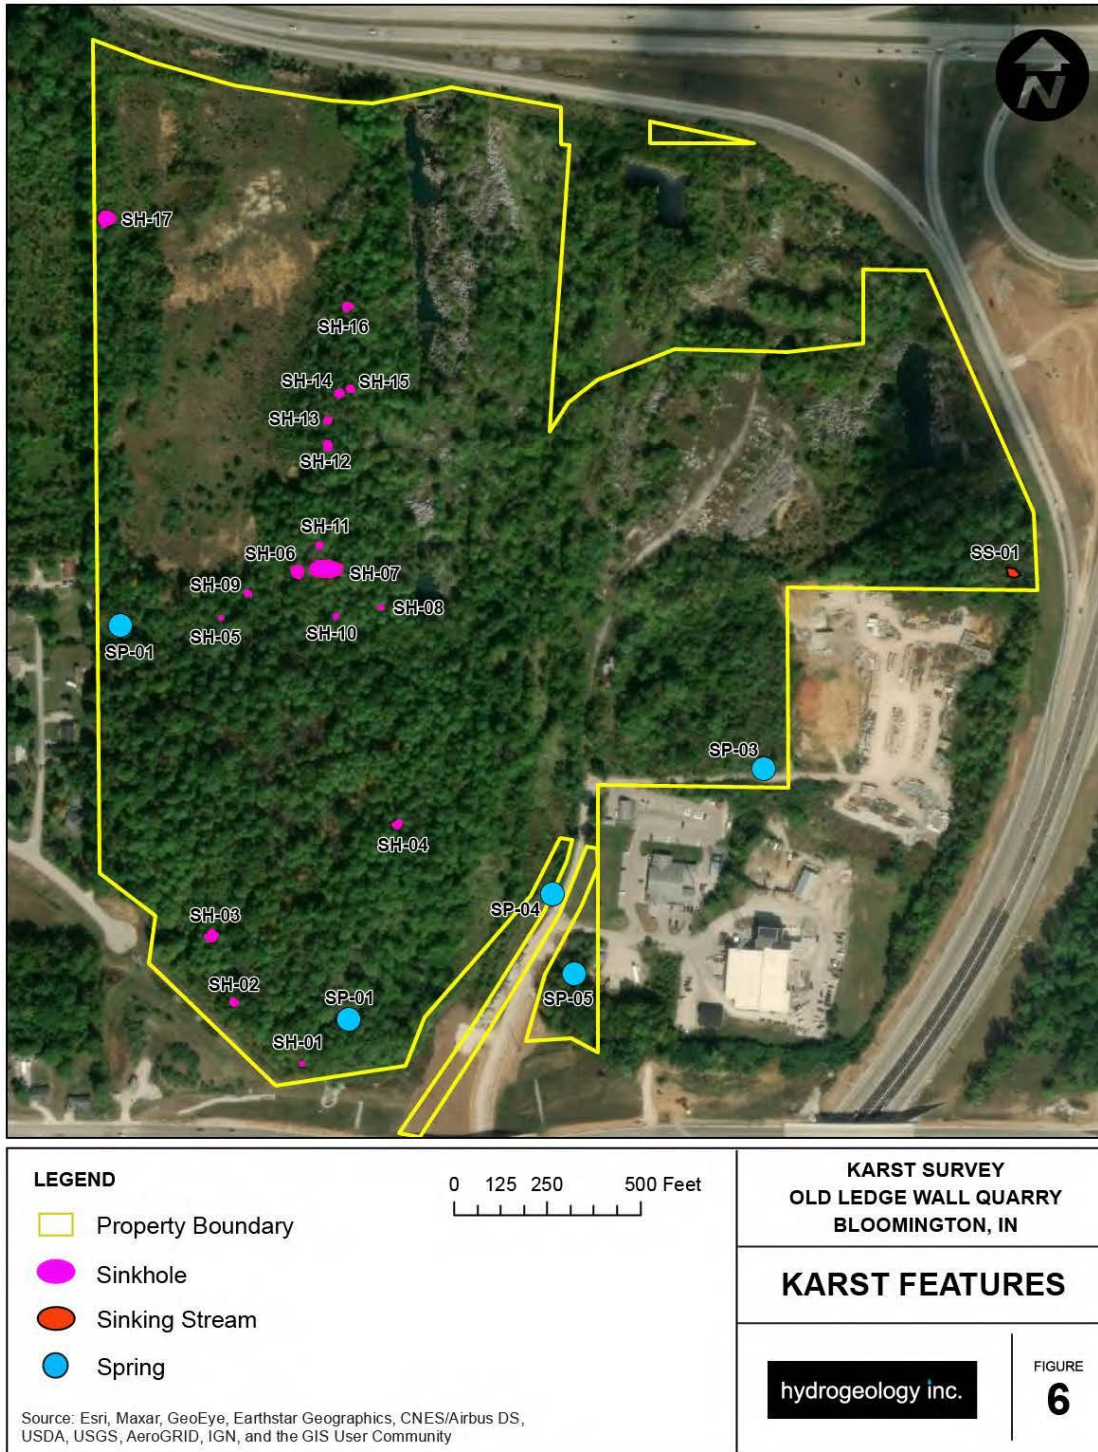 N
SH-17
SH-16
SH-14
SH-15
SH-13
SH-12
SH-11
SH-06
SH-07
SS-01
SH-09
SH-08
SH-05
SH-10
SP-01
SP-03
SH-04
SP-04
SH-03
SP-05
SH-02
SP-01
SH-01
LEGEND
Property Boundary
Sinkhole
Sinking Stream
Spring
0 125 250 500 Feet
Source: Esri, Maxar, GeoEye, Earthstar Geographics, CNES/Airbus DS,
USDA, USGS, AeroGRID, IGN, and the GIS User Community
KARST SURVEY
OLD LEDGE WALL QUARRY
BLOOMINGTON, IN
KARST FEATURES
hydrogeology inc.
FIGURE
6